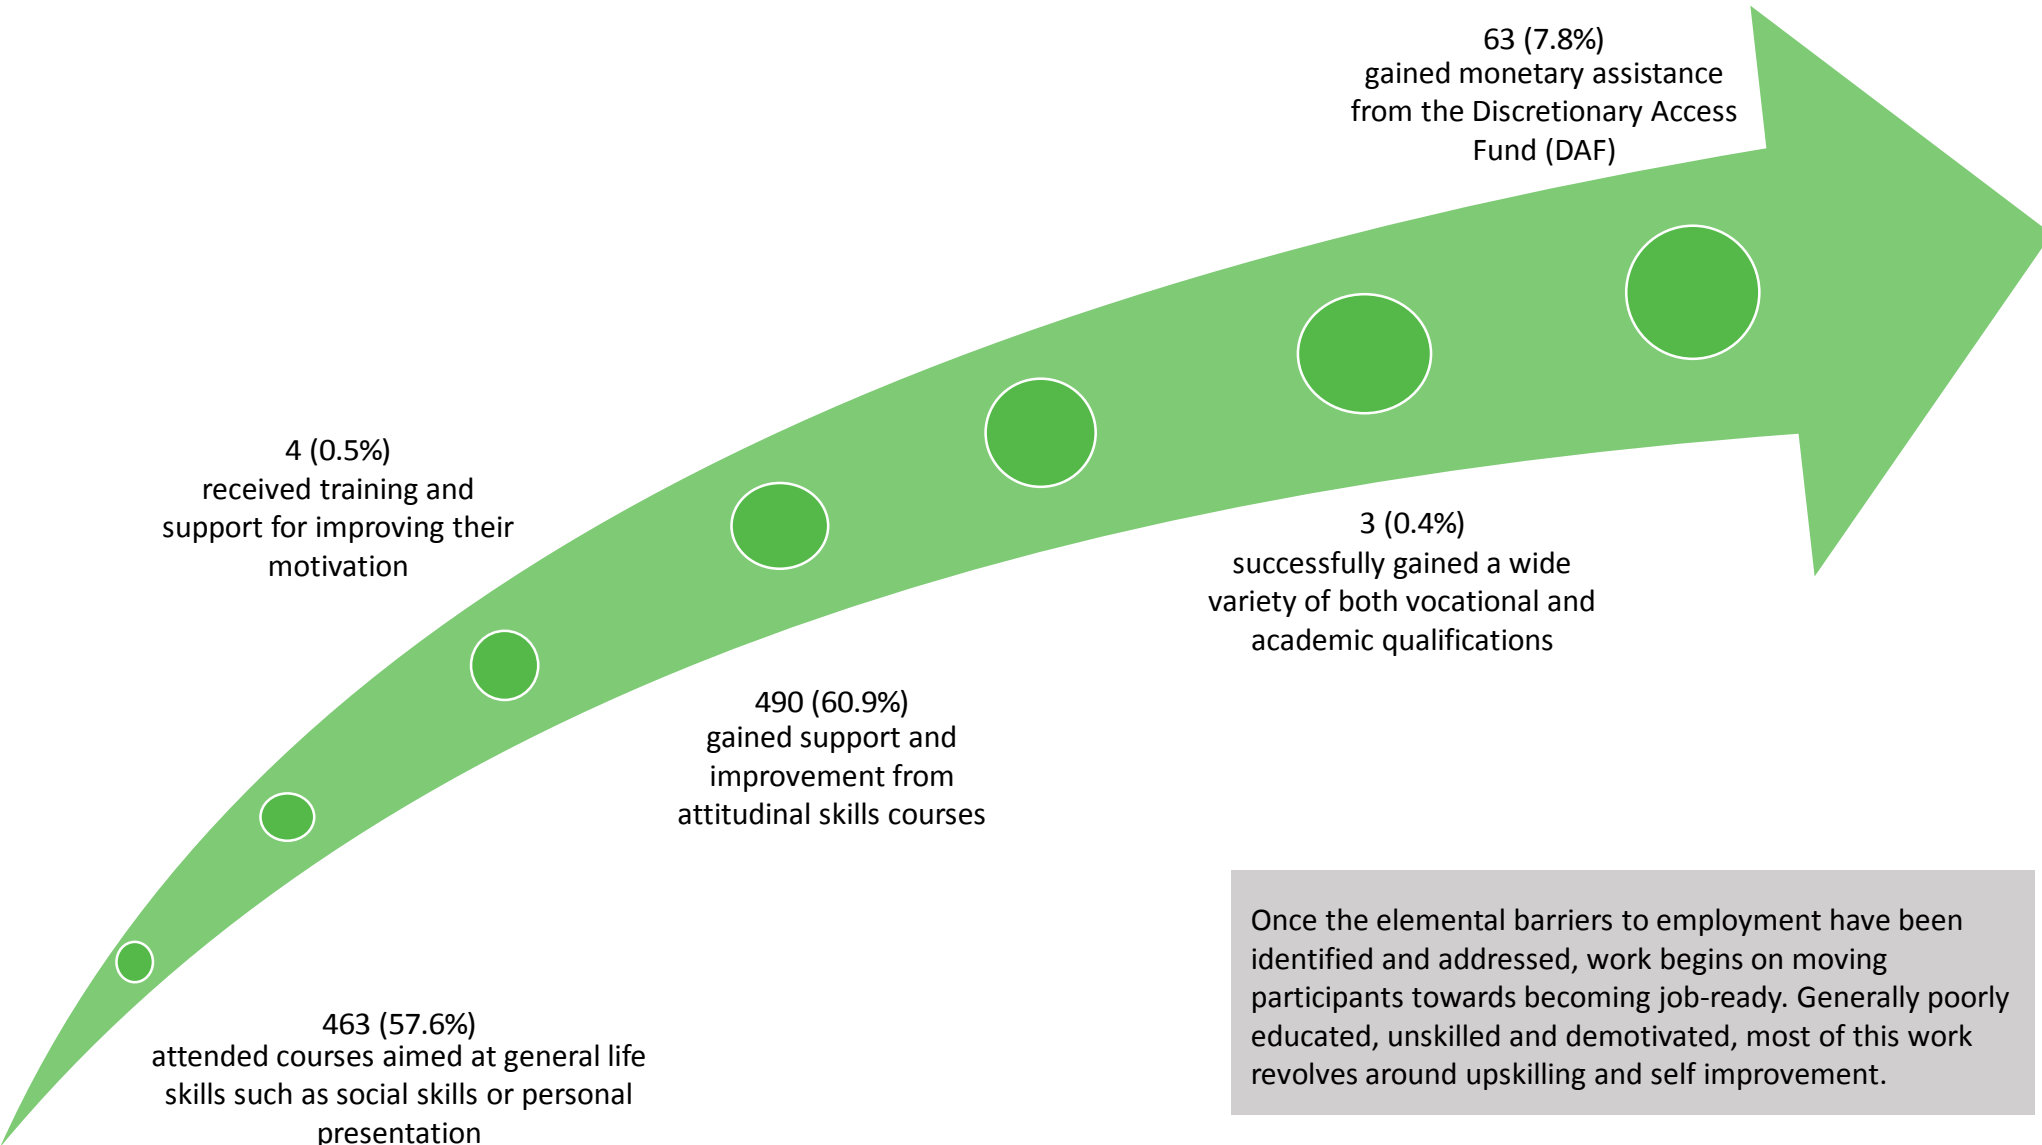 63 (7.8%)
gained monetary assistance
from the Discretionary Access
Fund (DAF)
4 (0.5%)
received training and
support for improving their
motivation
3 (0.4%)
successfully gained a wide
variety of both vocational and
academic qualifications
490 (60.9%)
gained support and
improvement from
attitudinal skills courses
463 (57.6%)
attended courses aimed at general life
skills such as social skills or personal
presentation
Once the elemental barriers to employment have been
identified and addressed, work begins on moving
participants towards becoming job-ready. Generally poorly
educated, unskilled and demotivated, most of this work
revolves around upskilling and self improvement.